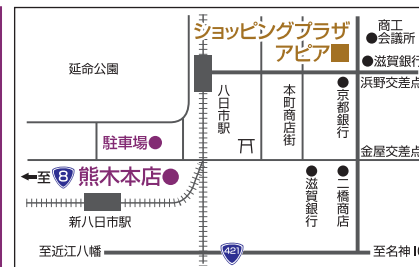 ショッピングプラザ
アピア
商工
会議所
滋賀銀行
延命公園
浜野交差点
八日市駅
本町商店街
京都銀行
駐車場
金屋交差点
至
8
熊木本店
滋賀銀行
二橋商店
新八日市駅
至近江八幡
421
至名神I